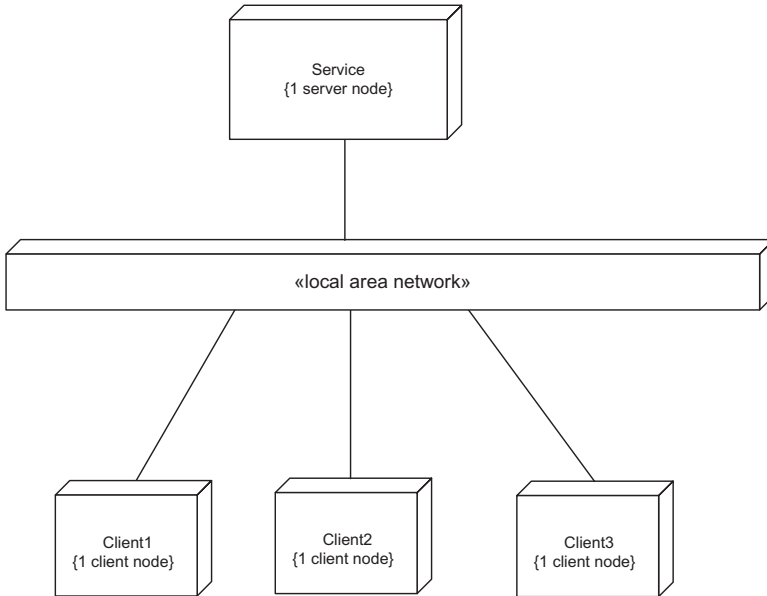 Service
{1 server node}
«local area network»
Client1
{1 client node}
Client2
{1 client node}
Client3
{1 client node}